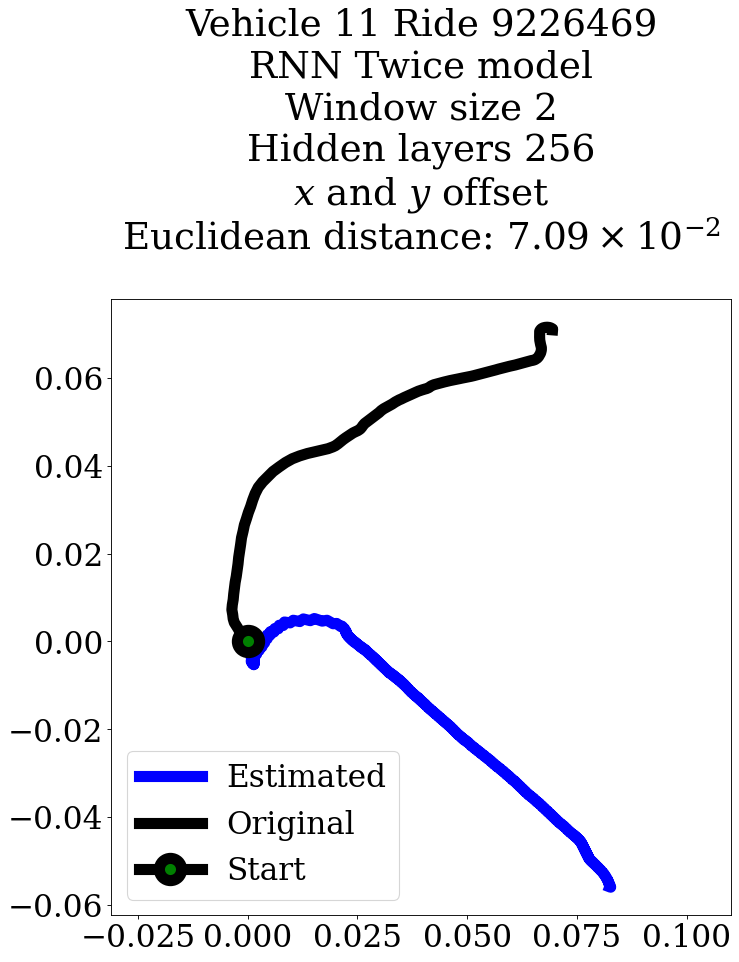 Vehicle 11 Ride 9226469
RNN Twice model
Window size 2
Hidden layers 256
x and y offset
Euclidean distance: 7.09 × 10⁻²
0.06
0.04
0.02
0.00
−0.02
−0.04
−0.06
Estimated
Original
Start
−0.025 0.000 0.025 0.050 0.075 0.100